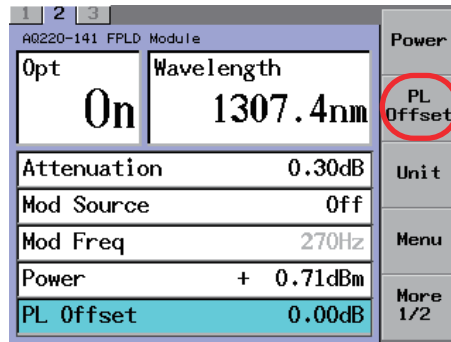 1 2 3
AQ220-141 FPLD Module
Opt
On
Wavelength
1307.4nm
Attenuation 0.30dB
Mod Source Off
Mod Freq 270Hz
Power + 0.71dBm
PL Offset 0.00dB
Power
PL
Offset
Unit
Menu
More
1/2